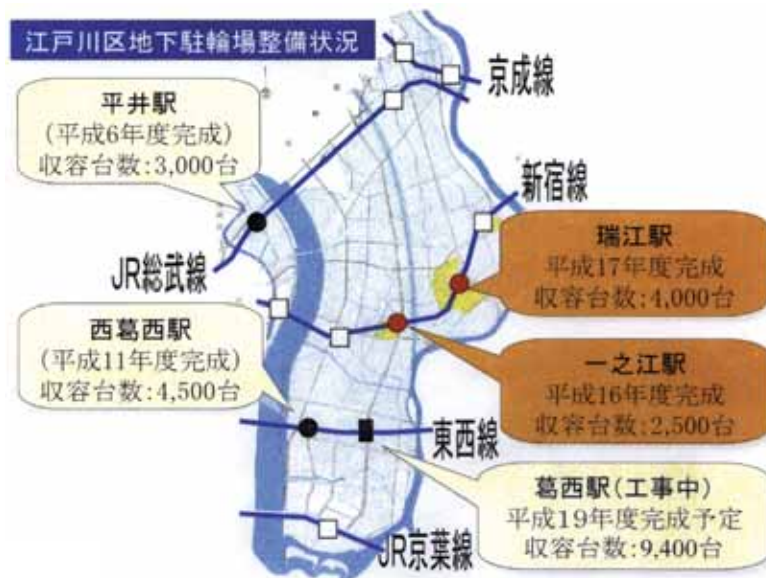 江戸川区地下駐輪場整備状況
京成線
平井駅
(平成6年度完成)
収容台数:3,000台
新宿線
瑞江駅
平成17年度完成
収容台数:4,000台
JR総武線
西葛西駅
(平成11年度完成)
収容台数:4,500台
一之江駅
平成16年度完成
収容台数:2,500台
東西線
葛西駅(工事中)
平成19年度完成予定
収容台数:9,400台
JR京葉線